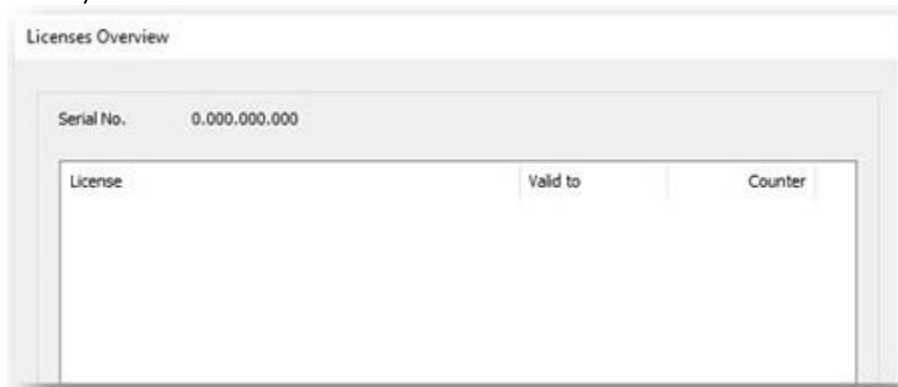 Licenses Overview
Serial No. 0.000.000.000
License Valid to Counter